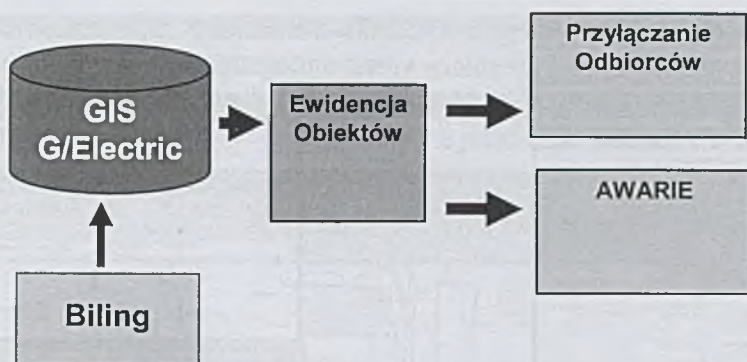 GIS
G/Electric
Ewidencja
Obiektów
Przyłączanie
Odbiorców
AWARIE
Biling